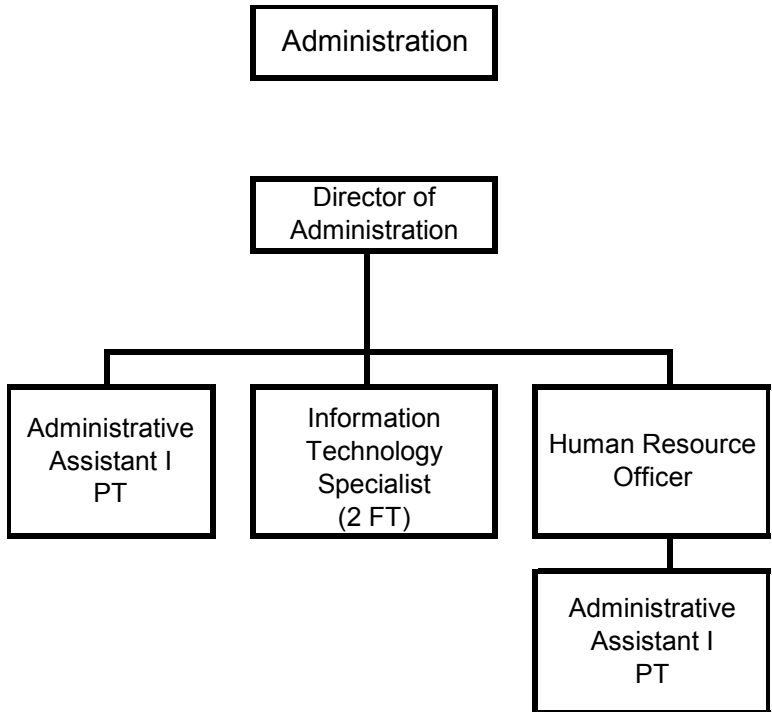 Administration
Director of
Administration
Administrative
Assistant I
PT
Information
Technology
Specialist
(2 FT)
Human Resource
Officer
Administrative
Assistant I
PT